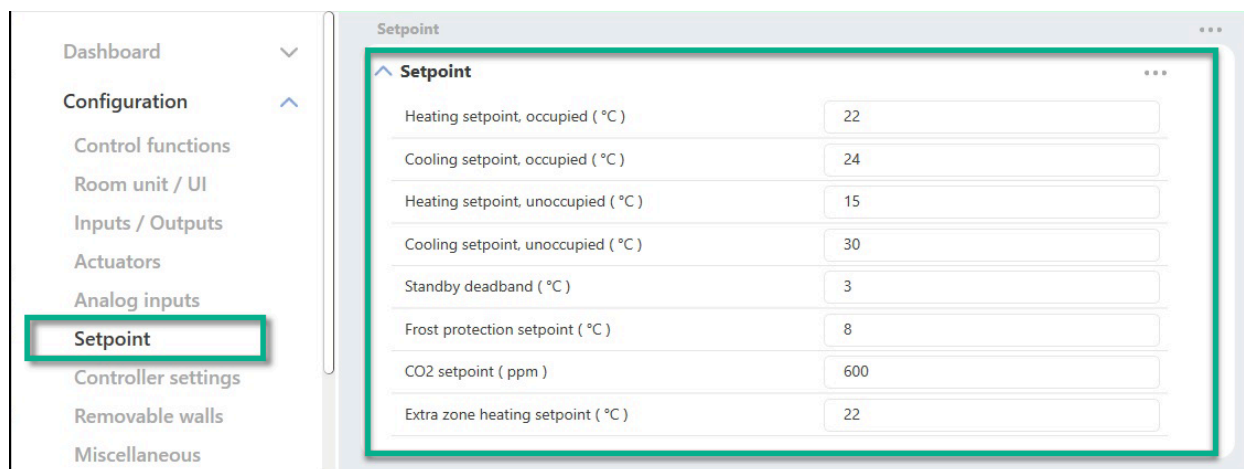 Dashboard
Configuration
Control functions
Room unit / UI
Inputs / Outputs
Actuators
Analog inputs
Setpoint
Controller settings
Removable walls
Miscellaneous
Setpoint
Setpoint
Heating setpoint, occupied ( °C ) 22
Cooling setpoint, occupied ( °C ) 24
Heating setpoint, unoccupied ( °C ) 15
Cooling setpoint, unoccupied ( °C ) 30
Standby deadband ( °C ) 3
Frost protection setpoint ( °C ) 8
CO2 setpoint ( ppm ) 600
Extra zone heating setpoint ( °C ) 22